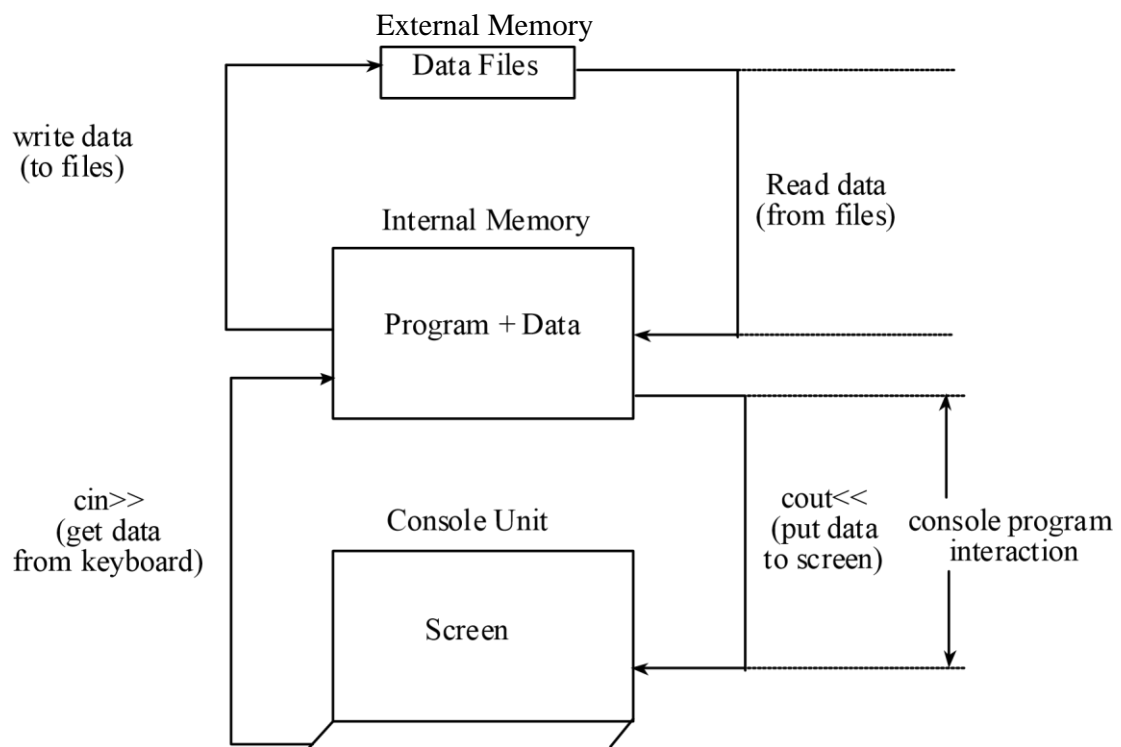 External Memory
Data Files
write data
(to files)
Read data
(from files)
Internal Memory
Program + Data
cin>>
(get data
from keyboard)
Console Unit
cout<<
(put data
to screen)
console program
interaction
Screen